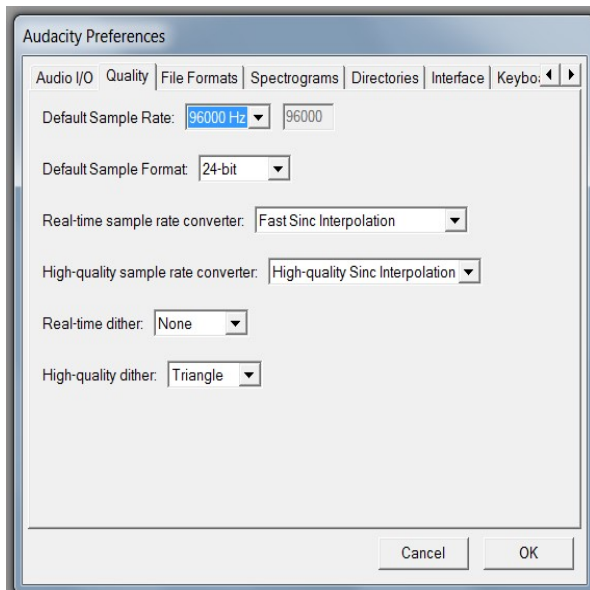 Audacity Preferences
Audio I/O Quality File Formats Spectrograms Directories Interface Keybo
Default Sample Rate: 96000 Hz 96000
Default Sample Format: 24-bit
Real-time sample rate converter: Fast Sinc Interpolation
High-quality sample rate converter: High-quality Sinc Interpolation
Real-time dither: None
High-quality dither: Triangle
Cancel OK